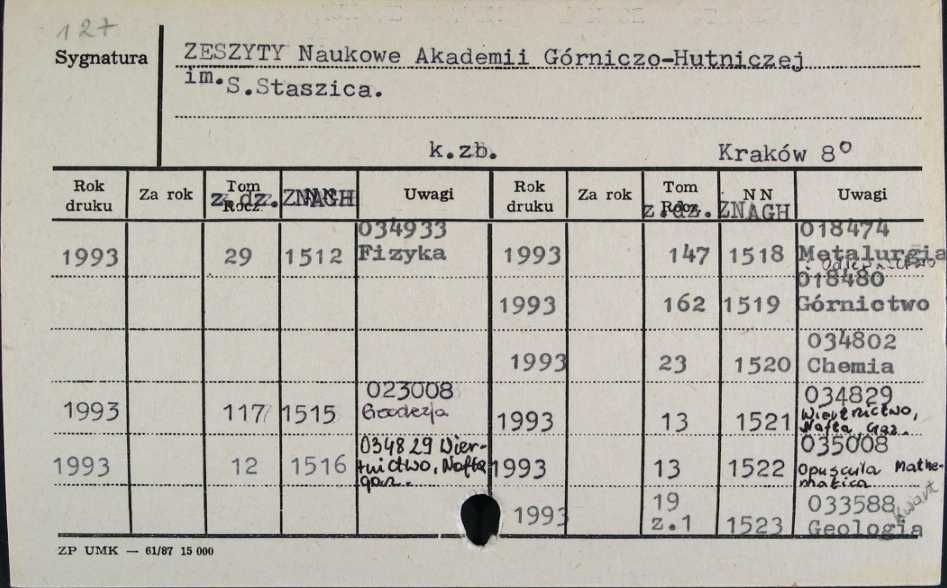 127
Sygnatura
ZESZYTY Naukowe Akademii Górniczo-Hutniczej
im.S.Staszica.
k.zb. Kraków 8°
Rok druku Za rok Tom Rocz. z.dz. NN ZNAGH Uwagi Rok druku Za rok Tom Rocz. z.dz. NN ZNAGH Uwagi
1993 29 1512 034933 Fizyka 1993 147 1518 018474 Metalurgia i Odlewnictwo
1993 162 1519 018480 Górnictwo
1993 23 1520 034802 Chemia
1993 117 1515 023008 Geodezja 1993 13 1521 034829 Wiertnictwo, Nafta, Gaz.
1993 12 1516 034829 Wier-
tnictwo, Nafta
gaz. 1993 13 1522 035008 Opuscula Mathe-
matica
1993 19 z.1 1523 033588 Geologia Kwart
ZP UMK — 61/87 15 000